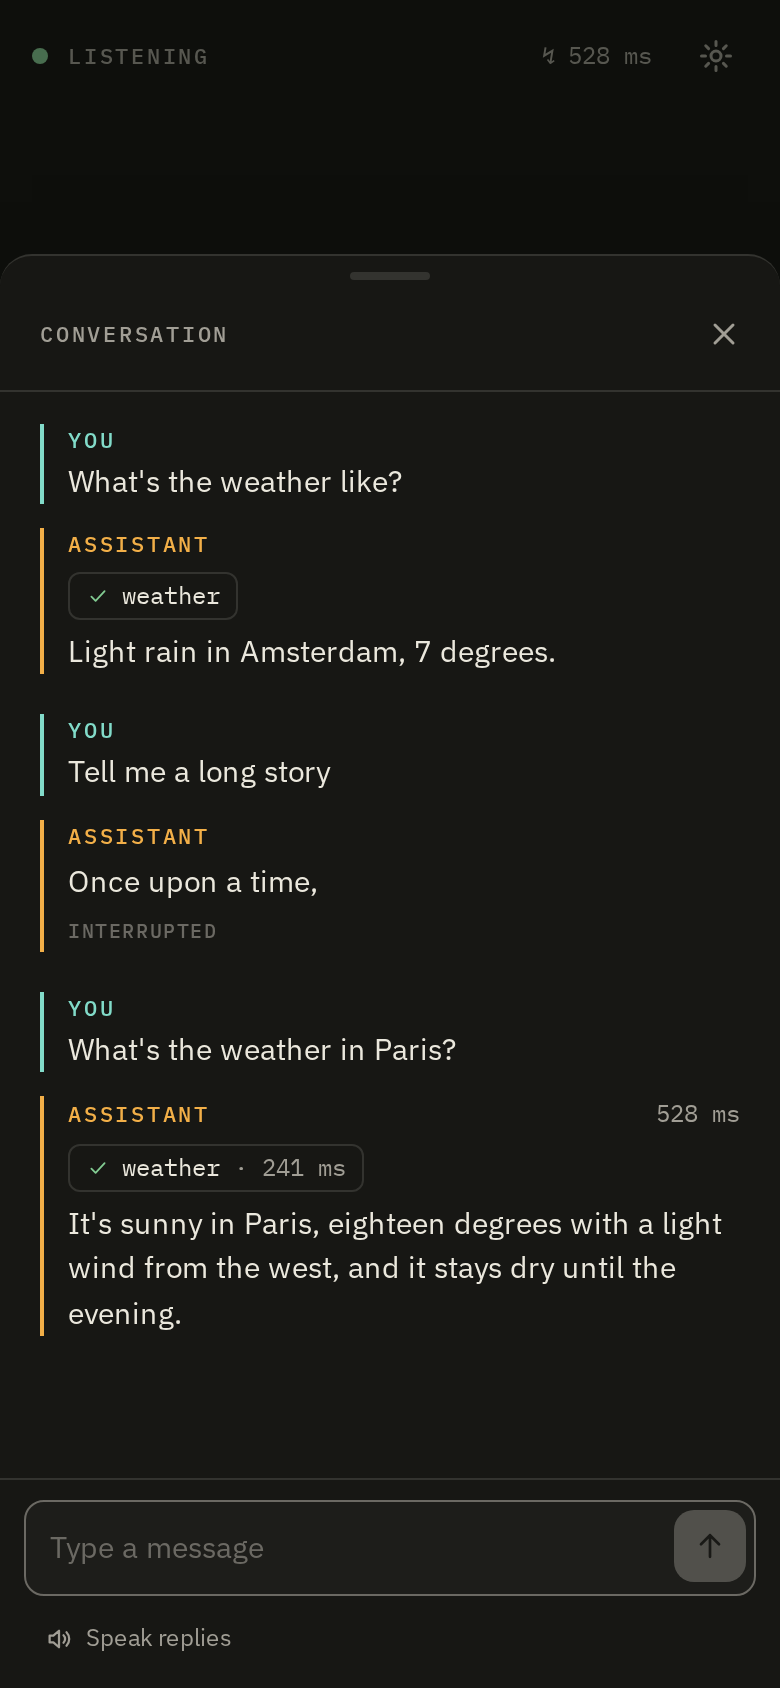 LISTENING
↯ 528 ms
CONVERSATION
YOU
What's the weather like?
ASSISTANT
✓ weather
Light rain in Amsterdam, 7 degrees.
YOU
Tell me a long story
ASSISTANT
Once upon a time,
INTERRUPTED
YOU
What's the weather in Paris?
ASSISTANT
528 ms
✓ weather · 241 ms
It's sunny in Paris, eighteen degrees with a light
wind from the west, and it stays dry until the
evening.
Type a message
Speak replies